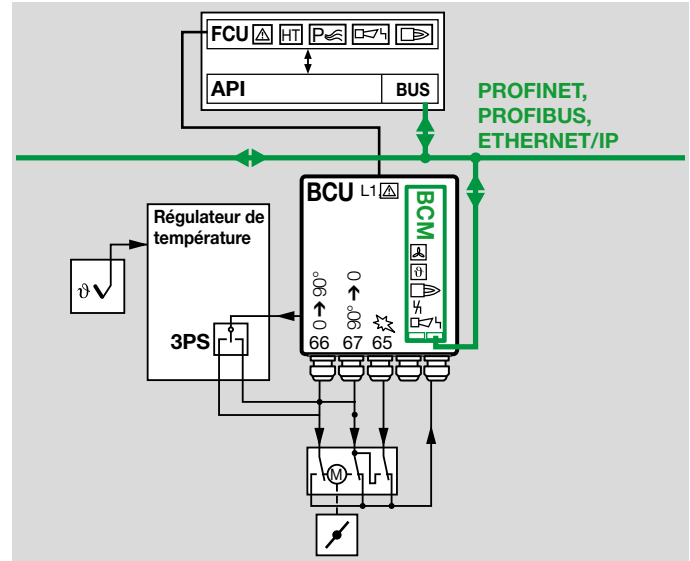 FCU HT P
API BUS
PROFINET,
PROFIBUS,
ETHERNET/IP
BCU L1,
BCM
ϑ
Régulateur de
température
ϑ
0 → 90°
90° → 0
3PS
66 67 65
M